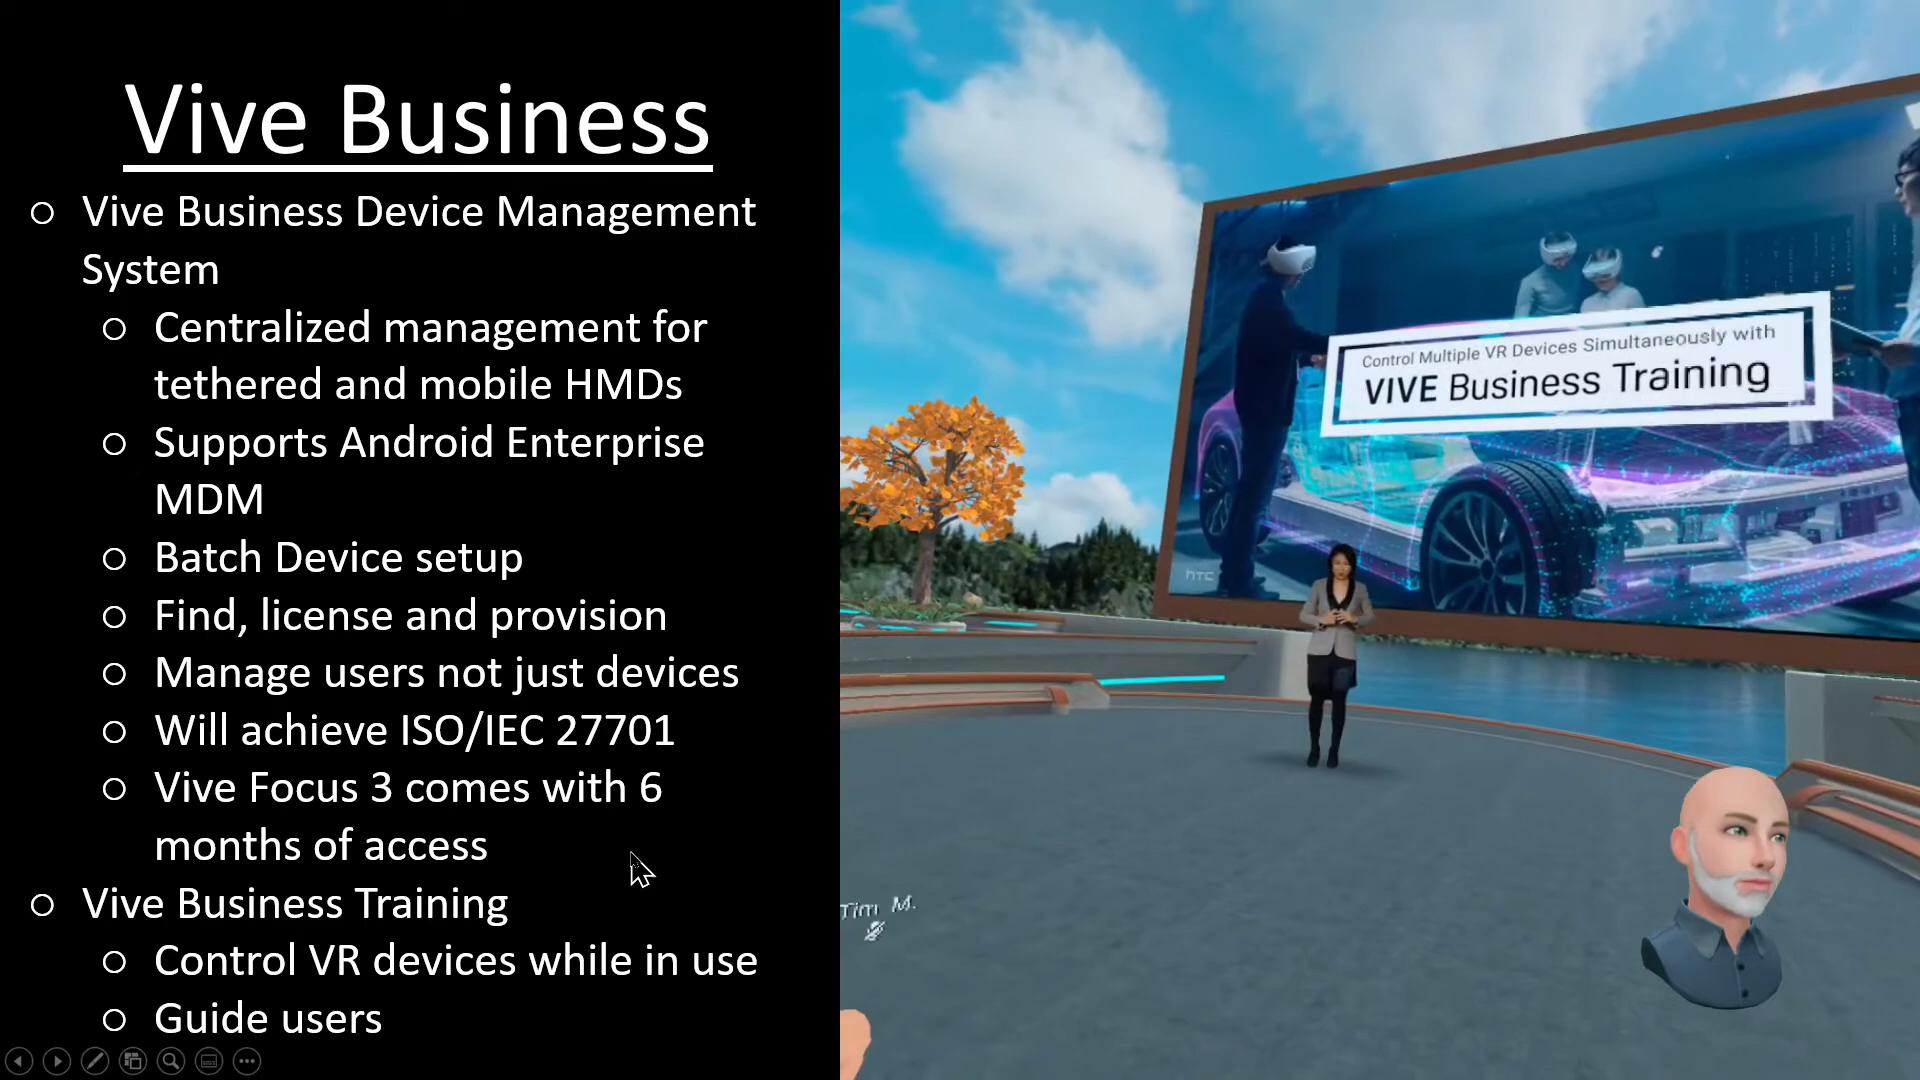 Vive Business
Vive Business Device Management
System
Centralized management for
tethered and mobile HMDs
Supports Android Enterprise
MDM
Batch Device setup
Find, license and provision
Manage users not just devices
Will achieve ISO/IEC 27701
Vive Focus 3 comes with 6
months of access
Vive Business Training
Control VR devices while in use
Guide users
Control Multiple VR Devices Simultaneously with
VIVE Business Training
hTC
Tim M.